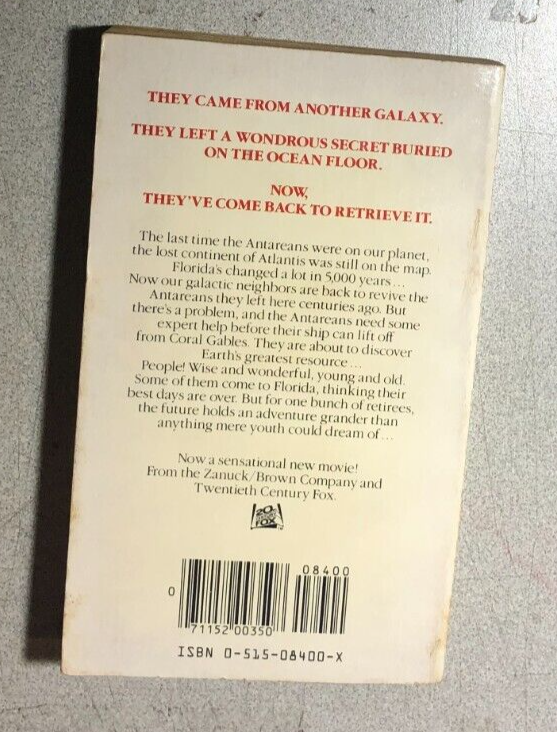 THEY CAME FROM ANOTHER GALAXY.
THEY LEFT A WONDROUS SECRET BURIED
ON THE OCEAN FLOOR.
NOW,
THEY'VE COME BACK TO RETRIEVE IT.
The last time the Antareans were on our planet,
the lost continent of Atlantis was still on the map.
Florida's changed a lot in 5,000 years...
Now our galactic neighbors are back to revive the
Antareans they left here centuries ago. But
there's a problem, and the Antareans need some
expert help before their ship can lift off
from Coral Gables. They are about to discover
Earth's greatest resource...
People! Wise and wonderful, young and old.
Some of them come to Florida, thinking their
best days are over. But for one bunch of retirees,
the future holds an adventure grander than
anything mere youth could dream of...
Now a sensational new movie!
From the Zanuck/Brown Company and
Twentieth Century Fox.
20
FOX
08400
0
71152 00350
ISBN 0-515-08400-X